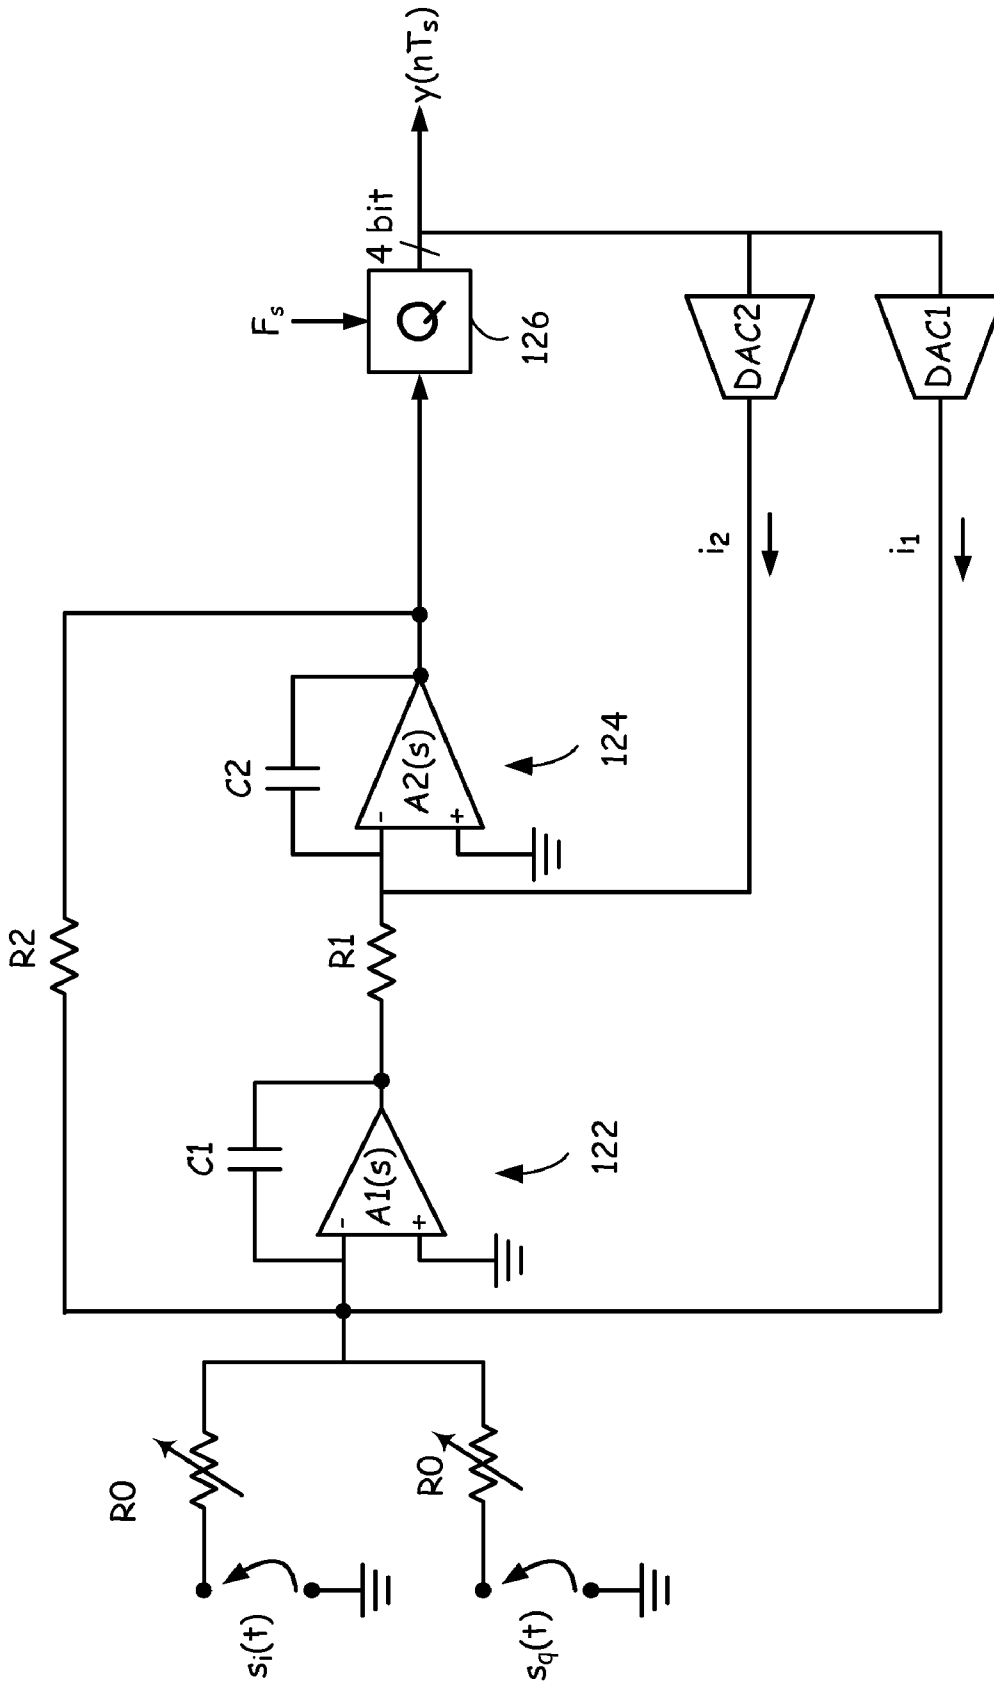 R2
C1
C2
R0
R0
R1
A1(s)
-
+
A2(s)
-
+
122
124
sᵢ(t)
s_q(t)
Fₛ
Q
126
4 bit
y(nTₛ)
i₂
DAC2
i₁
DAC1